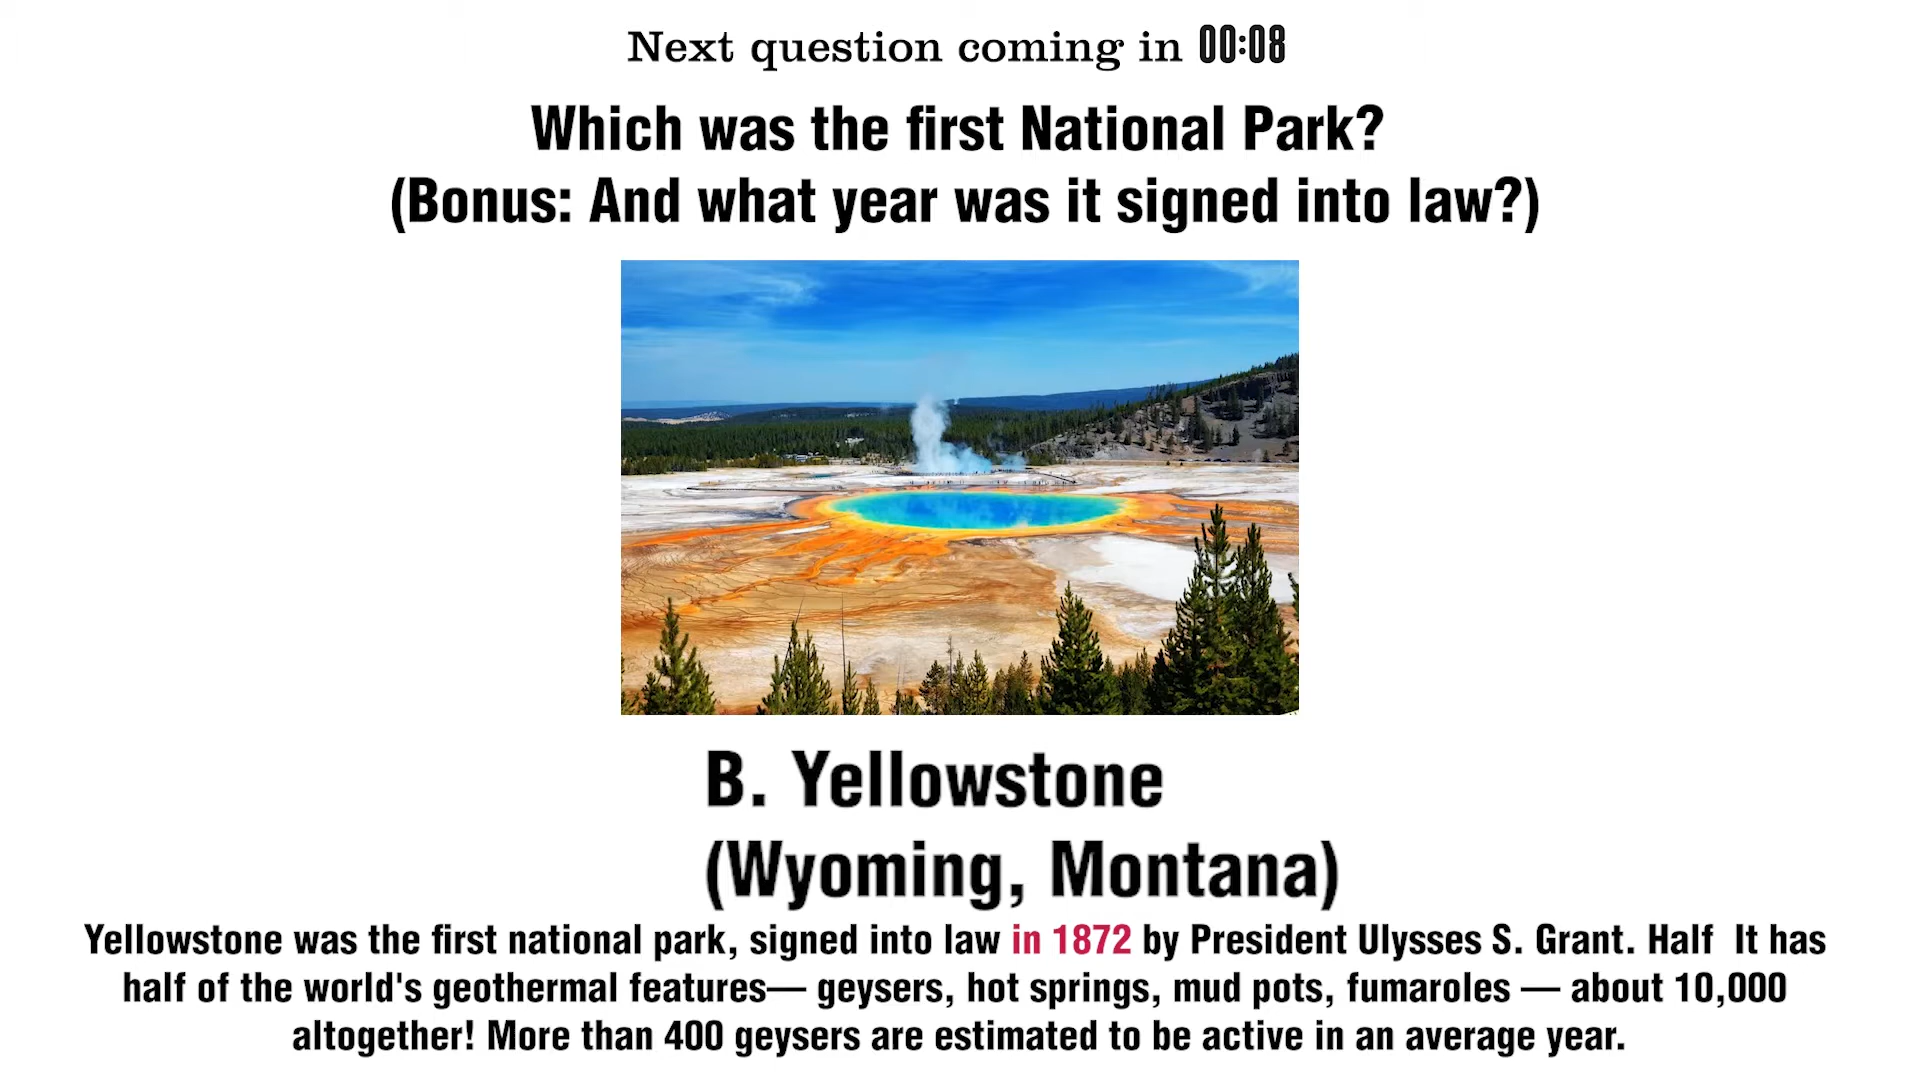 Next question coming in 00:08
Which was the first National Park?
(Bonus: And what year was it signed into law?)
B. Yellowstone
(Wyoming, Montana)
Yellowstone was the first national park, signed into law in 1872 by President Ulysses S. Grant. Half  It has
half of the world's geothermal features— geysers, hot springs, mud pots, fumaroles — about 10,000
altogether! More than 400 geysers are estimated to be active in an average year.